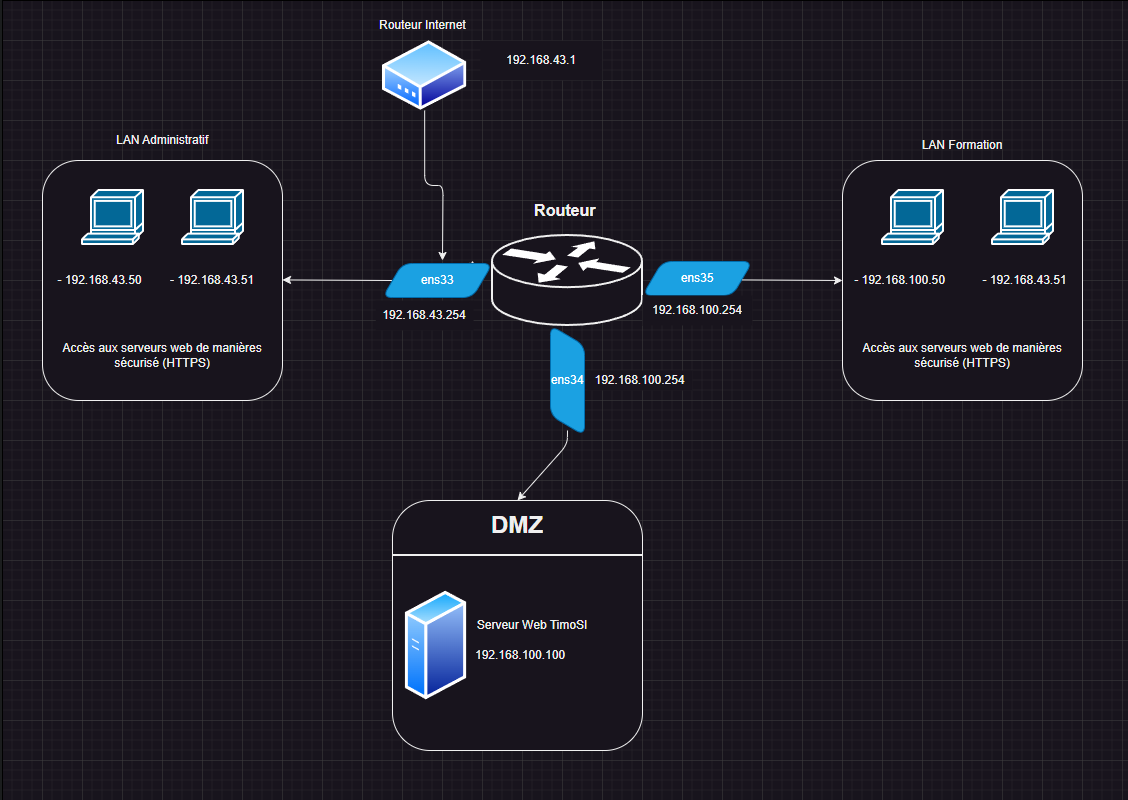 Routeur Internet
192.168.43.1
LAN Administratif
LAN Formation
- 192.168.43.50
- 192.168.43.51
Accès aux serveurs web de manières
sécurisé (HTTPS)
Routeur
ens33
192.168.43.254
ens35
192.168.100.254
- 192.168.100.50
- 192.168.43.51
Accès aux serveurs web de manières
sécurisé (HTTPS)
ens34
192.168.100.254
DMZ
Serveur Web TimoSI
192.168.100.100